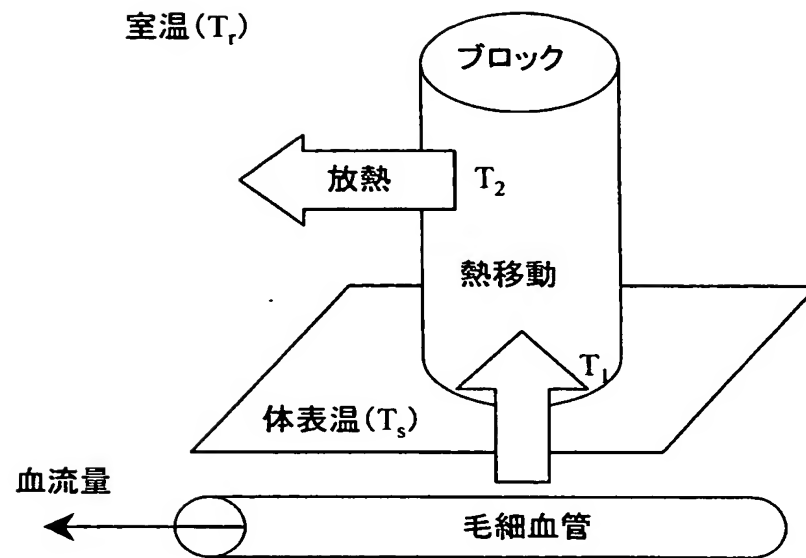 室温(Tr)
ブロック
放熱
T2
熱移動
T1
体表温(Ts)
血流量
毛細血管